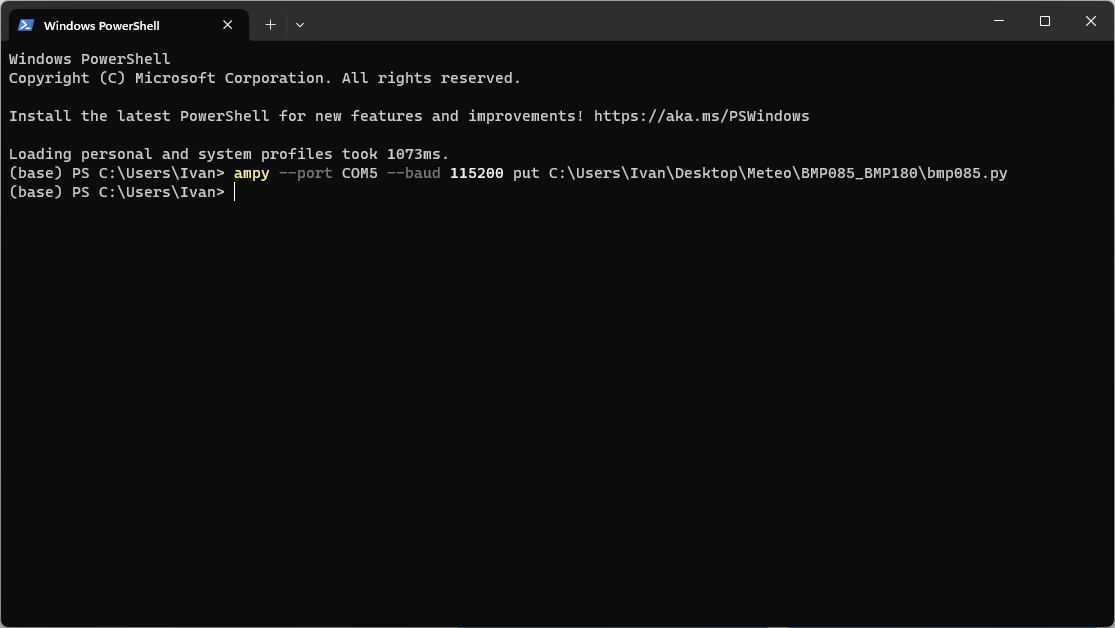 Windows PowerShell
Windows PowerShell
Copyright (C) Microsoft Corporation. All rights reserved.
Install the latest PowerShell for new features and improvements! https://aka.ms/PSWindows
Loading personal and system profiles took 1073ms.
(base) PS C:\Users\Ivan> ampy --port COM5 --baud 115200 put C:\Users\Ivan\Desktop\Meteo\BMP085_BMP180\bmp085.py
(base) PS C:\Users\Ivan>